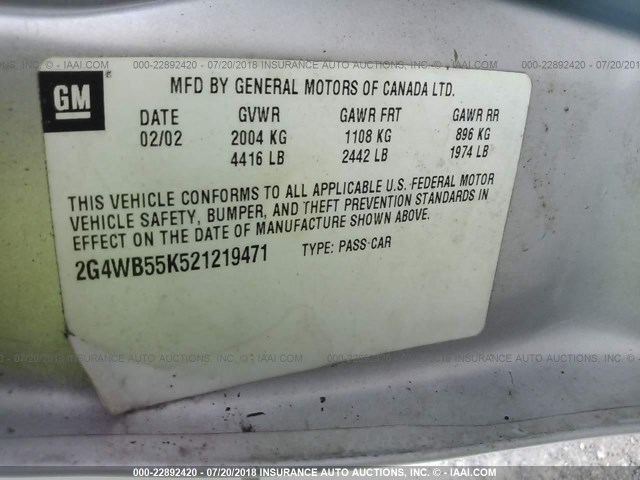 © - IAAI.COM 000-22892420 - 07/20/2018 INSURANCE AUTO AUCTIONS, INC. © - IAAI.COM
GM
MFD BY GENERAL MOTORS OF CANADA LTD.
DATE GVWR GAWR FRT GAWR RR
02/02 2004 KG 1108 KG 896 KG
4416 LB 2442 LB 1974 LB
THIS VEHICLE CONFORMS TO ALL APPLICABLE U.S. FEDERAL MOTOR
VEHICLE SAFETY, BUMPER, AND THEFT PREVENTION STANDARDS IN
EFFECT ON THE DATE OF MANUFACTURE SHOWN ABOVE.
2G4WB55K521219471 TYPE: PASS CAR
000-22892420 - 07/20/2018 INSURANCE AUTO AUCTIONS, INC.